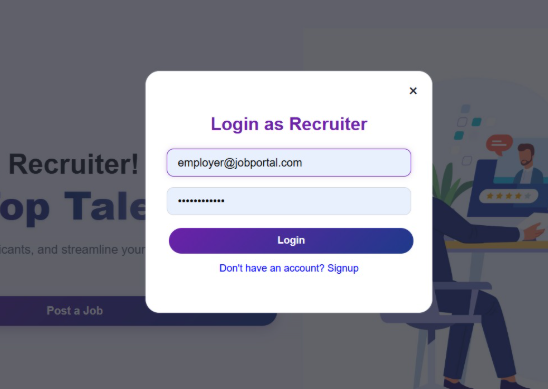 ×
Login as Recruiter
employer@jobportal.com
••••••••••••
Login
Don't have an account? Signup
Recruiter!
op Tale
icants, and streamline your
Post a Job